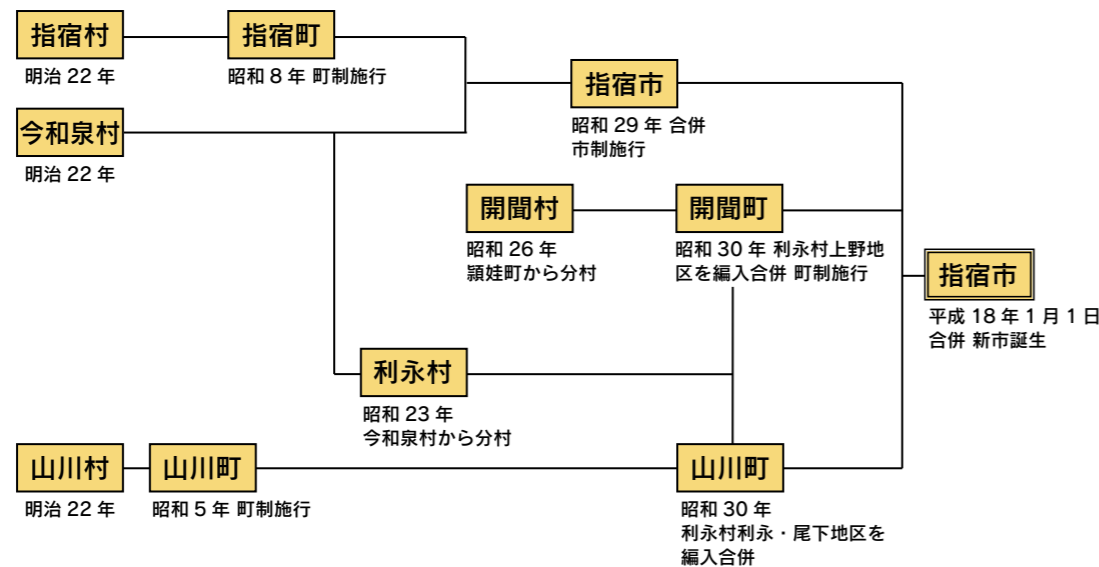 指宿村
明治 22 年
指宿町
昭和 8 年 町制施行
今和泉村
明治 22 年
指宿市
昭和 29 年 合併
市制施行
開聞村
昭和 26 年
頴娃町から分村
開聞町
昭和 30 年 利永村上野地
区を編入合併 町制施行
指宿市
平成 18 年 1 月 1 日
合併 新市誕生
利永村
昭和 23 年
今和泉村から分村
山川村
明治 22 年
山川町
昭和 5 年 町制施行
山川町
昭和 30 年
利永村利永・尾下地区を
編入合併